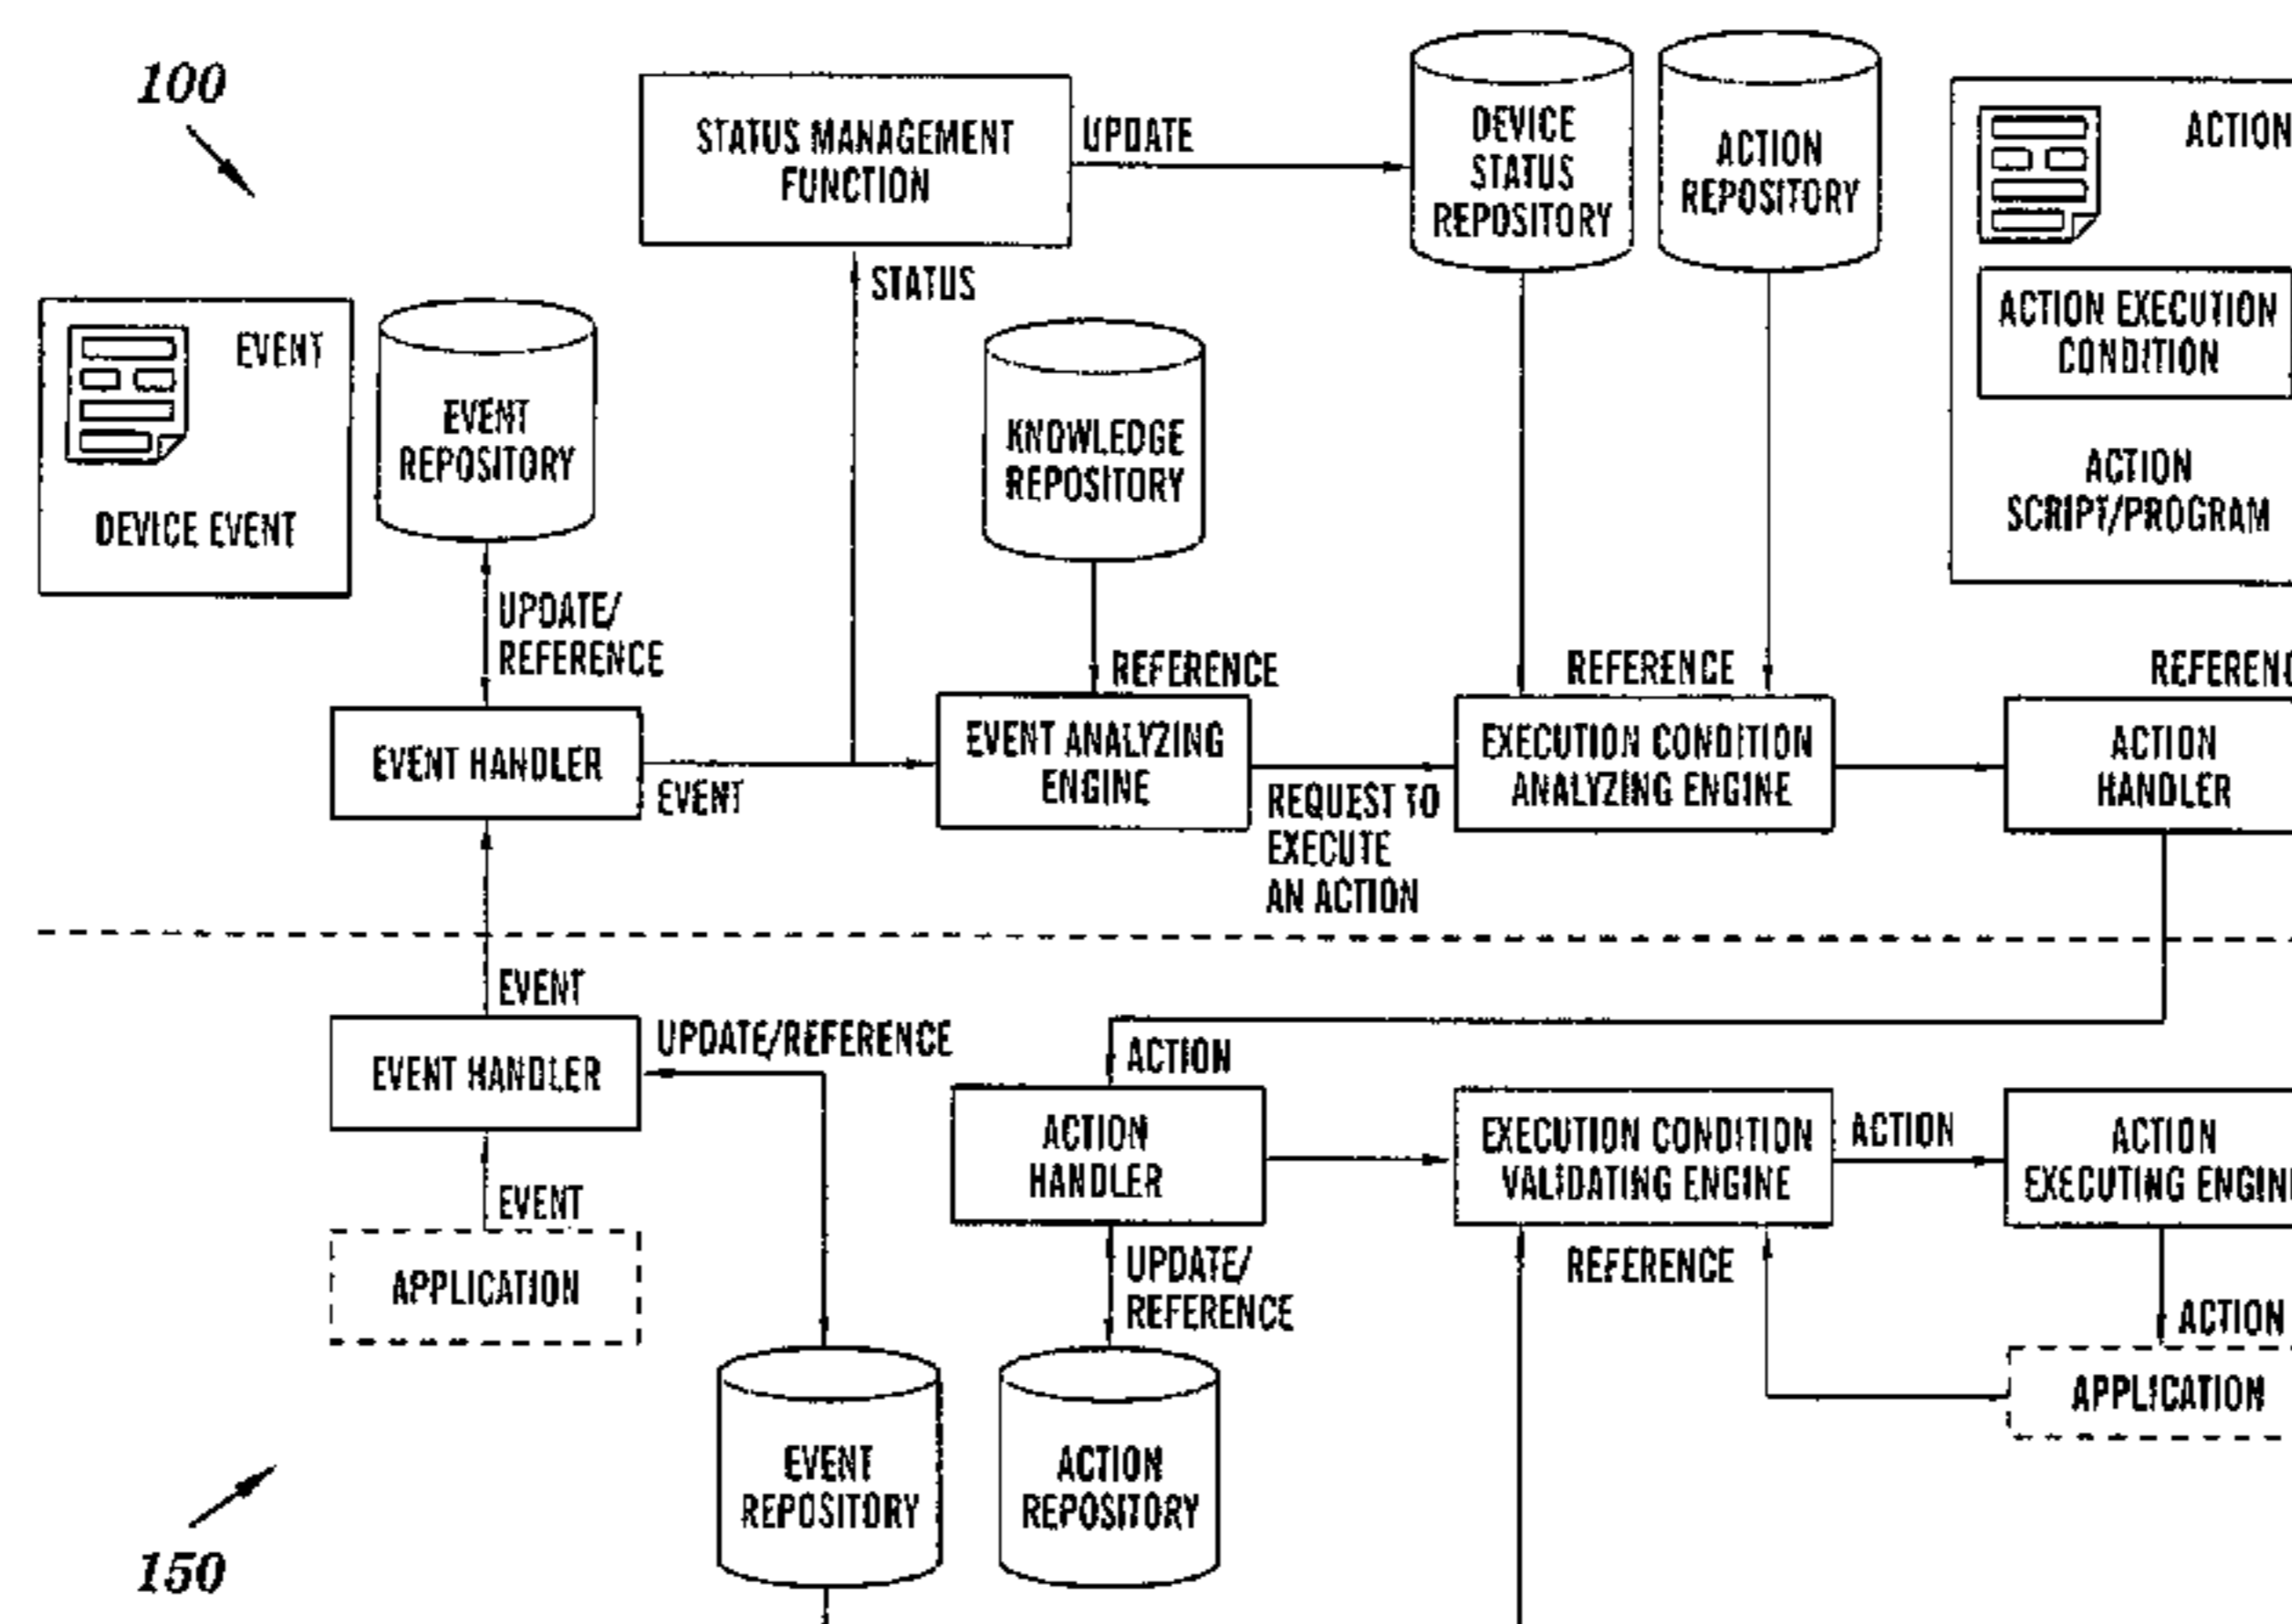 100
STATUS MANAGEMENT
FUNCTION
UPDATE
DEVICE
STATUS
REPOSITORY
ACTION
REPOSITORY
ACTION
STATUS
EVENT
DEVICE EVENT
EVENT
REPOSITORY
KNOWLEDGE
REPOSITORY
ACTION EXECUTION
CONDITION
ACTION
SCRIPT/PROGRAM
UPDATE/
REFERENCE
REFERENCE
REFERENCE
REFERENC
EVENT HANDLER
EVENT
EVENT ANALYZING
ENGINE
REQUEST TO
EXECUTE
AN ACTION
EXECUTION CONDITION
ANALYZING ENGINE
ACTION
HANDLER
EVENT
EVENT HANDLER
UPDATE/REFERENCE
ACTION
ACTION
HANDLER
EXECUTION CONDITION
VALIDATING ENGINE
ACTION
ACTION
EXECUTING ENGIN
EVENT
APPLICATION
UPDATE/
REFERENCE
REFERENCE
ACTION
APPLICATION
EVENT
REPOSITORY
ACTION
REPOSITORY
150